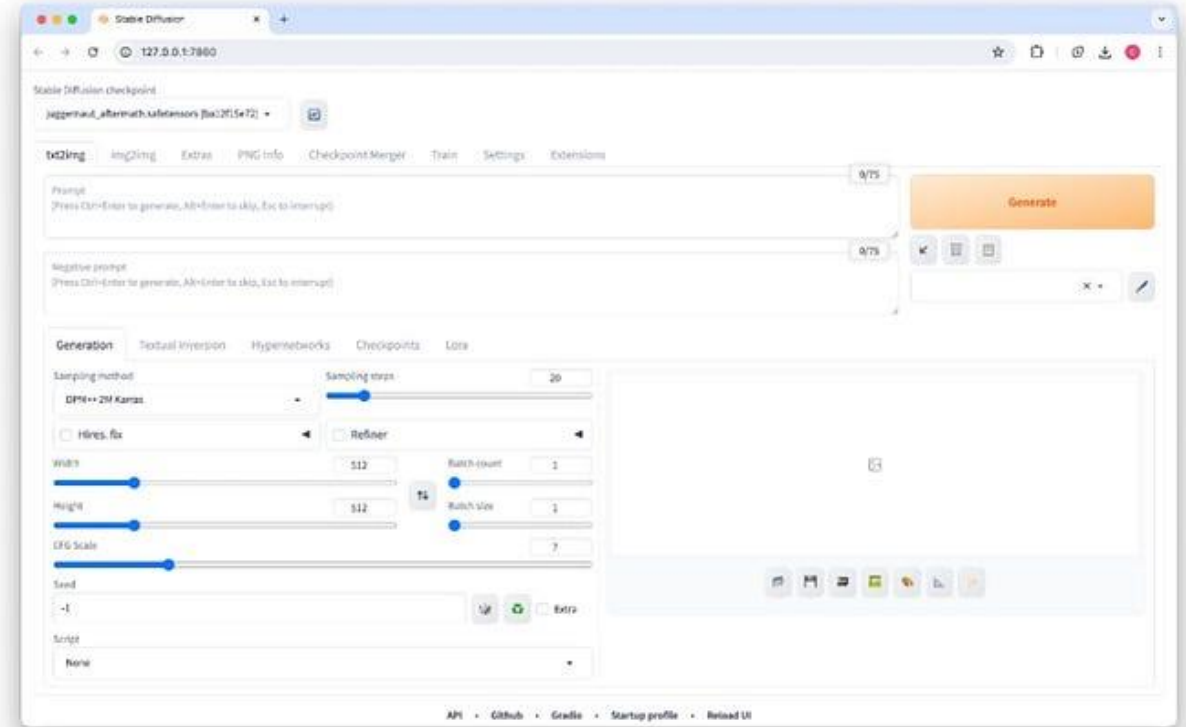 Stable Diffusion × +
127.0.0.1:7860
Stable Diffusion checkpoint
juggernaut_aftermath.safetensors
txt2img img2img Extras PNG Info Checkpoint Merger Train Settings Extensions
0/75
Prompt
(Press Ctrl+Enter to generate, Alt+Enter to skip, Esc to interrupt)
Generate
0/75
Negative prompt
(Press Ctrl+Enter to generate, Alt+Enter to skip, Esc to interrupt)
Generation Textual Inversion Hypernetworks Checkpoints Lora
Sampling method Sampling steps 20
DPM++ 2M Karras
Hires. fix Refiner
Width 512 Batch count 1
Height 512 Batch size 1
CFG Scale 7
Seed
-1 Extra
Script
None
API • Github • Gradio • Startup profile • Reload UI